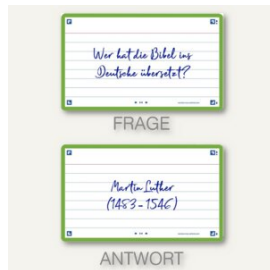 Wer hat die Bibel ins
Deutsche übersetzt?
FRAGE
Martin Luther
(1483 – 1546)
ANTWORT